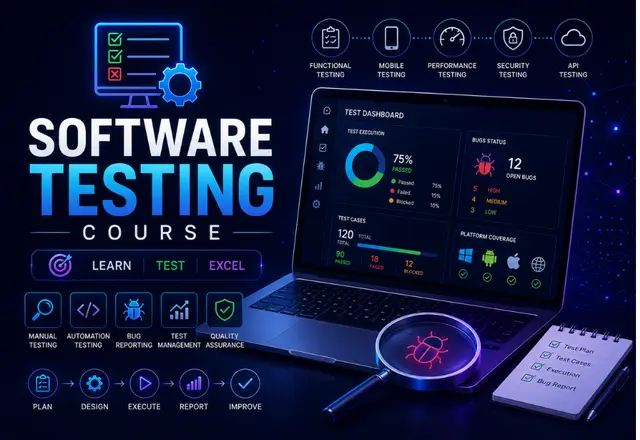 FUNCTIONAL
TESTING
MOBILE
TESTING
PERFORMANCE
TESTING
SECURITY
TESTING
API
TESTING
SOFTWARE
TESTING
COURSE
LEARN
TEST
EXCEL
MANUAL
TESTING
AUTOMATION
TESTING
BUG
REPORTING
TEST
MANAGEMENT
QUALITY
ASSURANCE
PLAN
DESIGN
EXECUTE
REPORT
IMPROVE
TEST DASHBOARD
TEST EXECUTION
75%
PASSED
Passed 75%
Failed 15%
Blocked 10%
BUGS STATUS
12
OPEN BUGS
5 HIGH
4 MEDIUM
3 LOW
TEST CASES
120 TOTAL
TOTAL
90
PASSED
18
FAILED
12
BLOCKED
PLATFORM COVERAGE
Test Plan
Test Cases
Execution
Bug Report